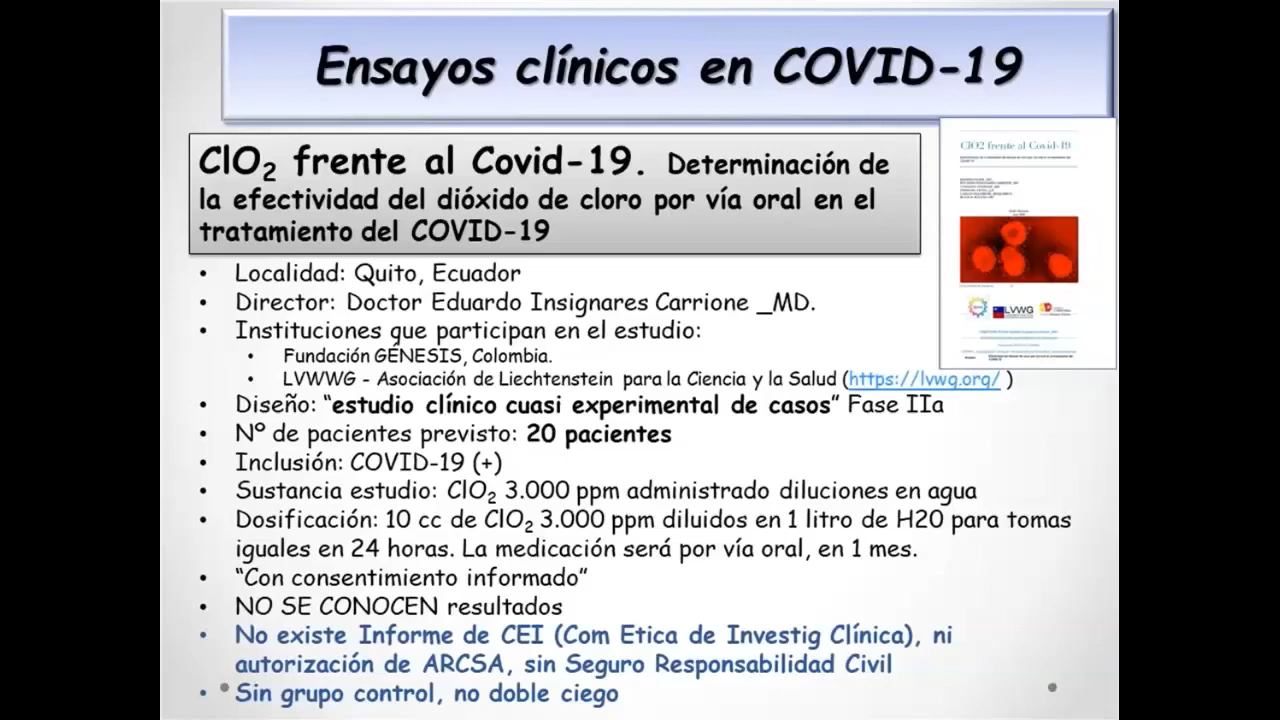 Ensayos clínicos en COVID-19
ClO₂ frente al Covid-19. Determinación de
la efectividad del dióxido de cloro por vía oral en el
tratamiento del COVID-19
ClO2 frente al Covid-19
LVWG
• Localidad: Quito, Ecuador
• Director: Doctor Eduardo Insignares Carrione _MD.
• Instituciones que participan en el estudio:
• Fundación GÉNESIS, Colombia.
• LVWWG - Asociación de Liechtenstein para la Ciencia y la Salud (https://lvwg.org/ )
• Diseño: “estudio clínico cuasi experimental de casos” Fase IIa
• Nº de pacientes previsto: 20 pacientes
• Inclusión: COVID-19 (+)
• Sustancia estudio: ClO₂ 3.000 ppm administrado diluciones en agua
• Dosificación: 10 cc de ClO₂ 3.000 ppm diluidos en 1 litro de H20 para tomas
iguales en 24 horas. La medicación será por vía oral, en 1 mes.
• “Con consentimiento informado”
• NO SE CONOCEN resultados
• No existe Informe de CEI (Com Etica de Investig Clínica), ni
autorización de ARCSA, sin Seguro Responsabilidad Civil
• Sin grupo control, no doble ciego